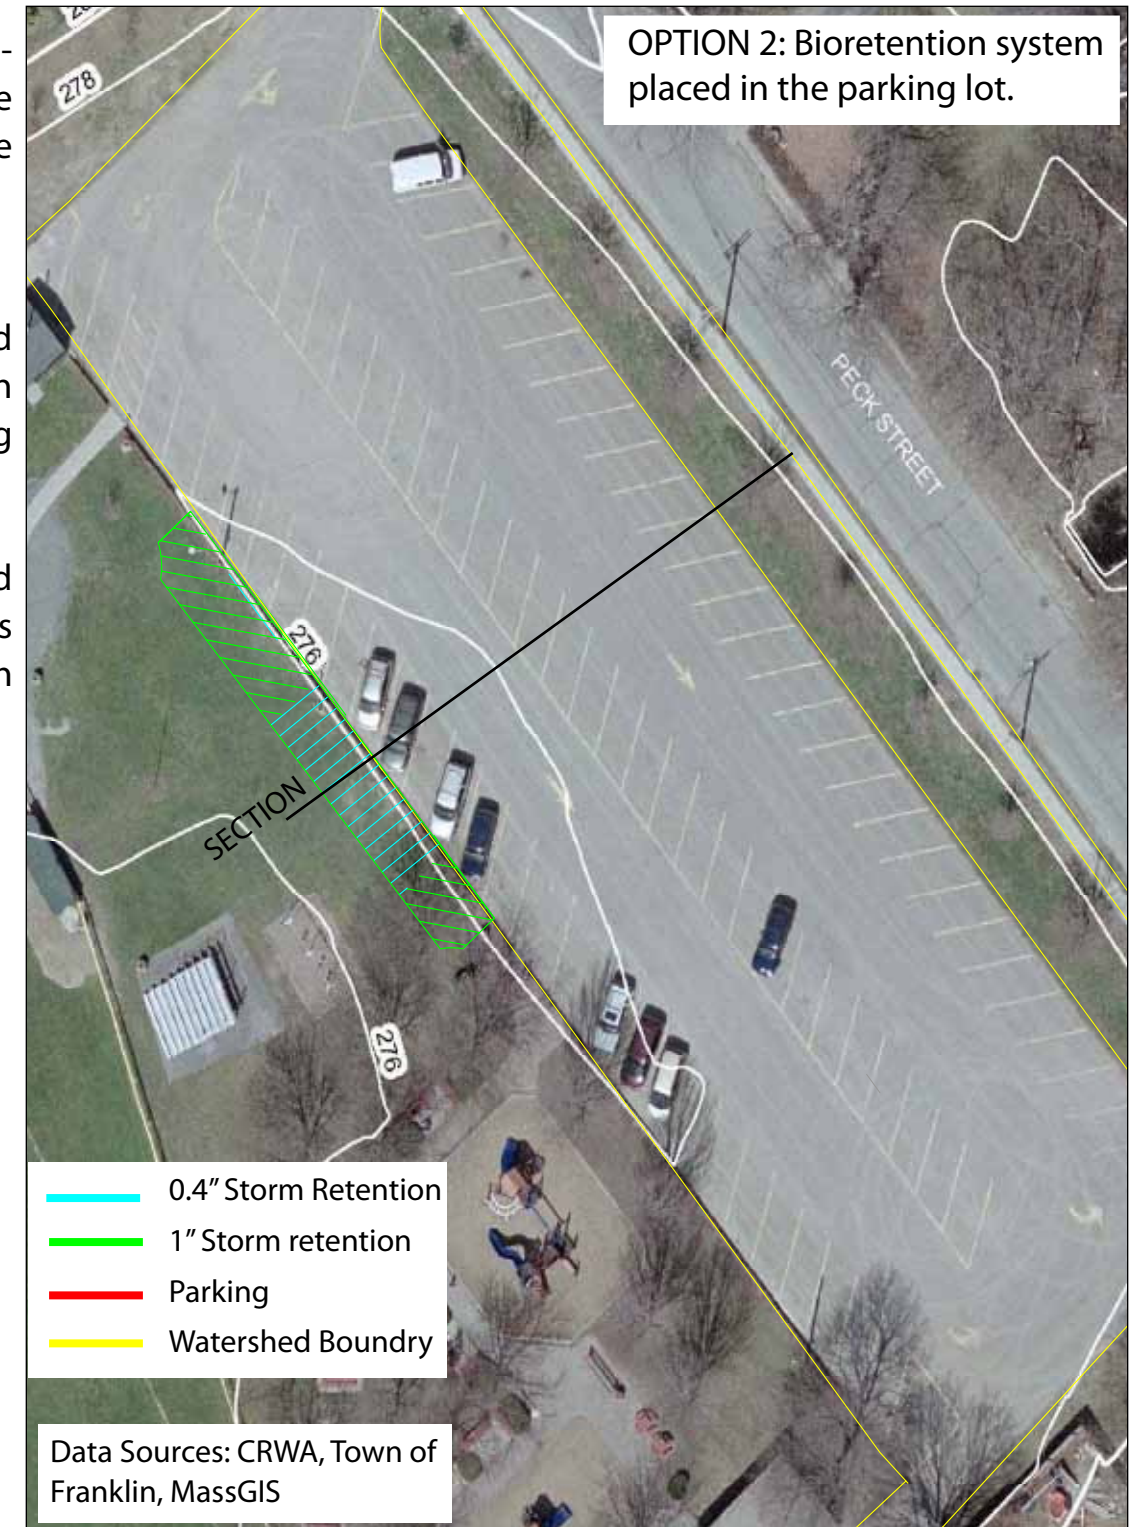 -
e
e
d
n
g
d
s
n
OPTION 2: Bioretention system
placed in the parking lot.
278
PECK STREET
276
SECTION
276
0.4” Storm Retention
1” Storm retention
Parking
Watershed Boundry
Data Sources: CRWA, Town of
Franklin, MassGIS